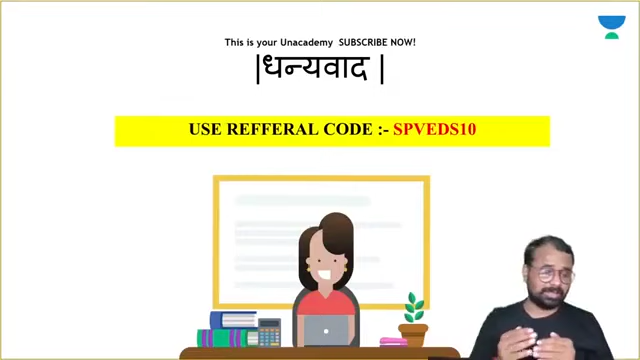 This is your Unacademy SUBSCRIBE NOW!
|धन्यवाद |
USE REFFERAL CODE :- SPVEDS10